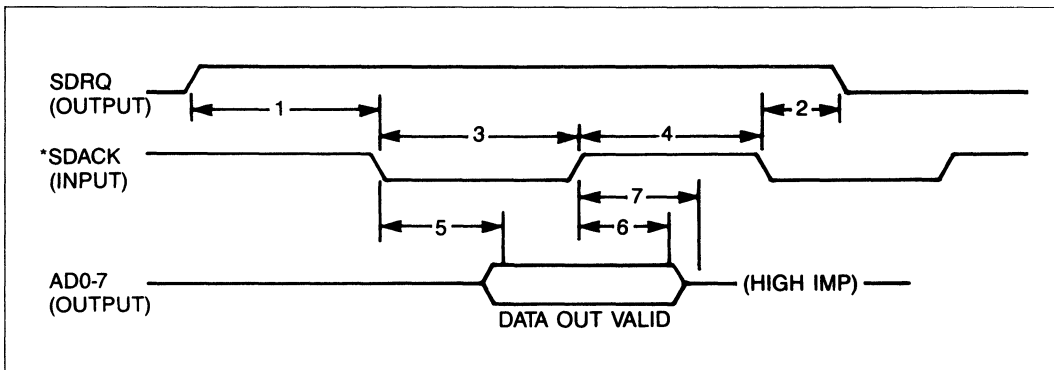 SDRQ
(OUTPUT)
1
2
3
4
*SDACK
(INPUT)
7
5
6
AD0-7
(OUTPUT)
(HIGH IMP)
DATA OUT VALID